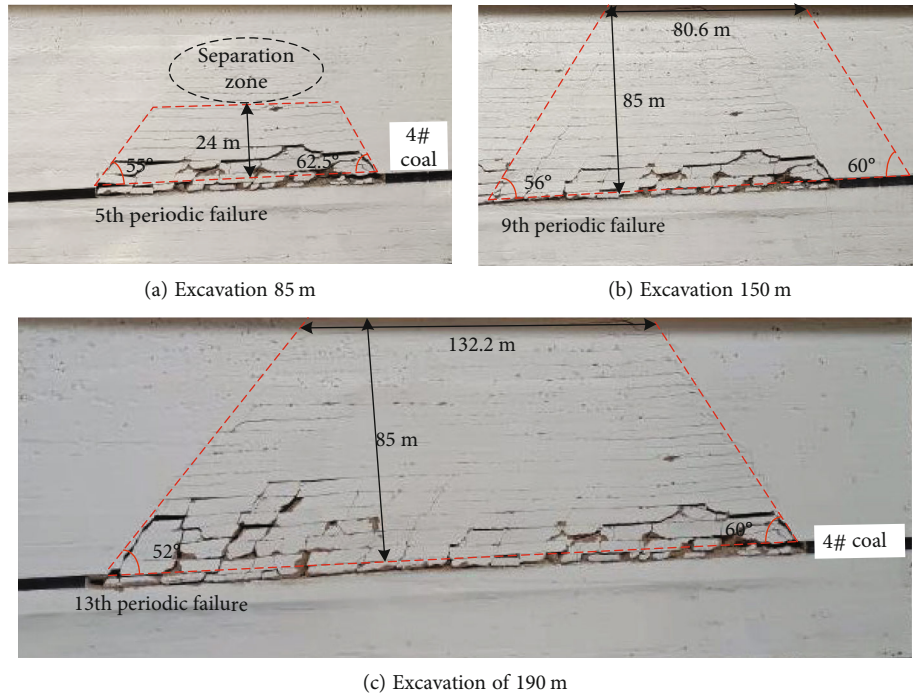 Separation
zone
24 m
55°
62.5°
4#
coal
5th periodic failure
(a) Excavation 85 m
80.6 m
85 m
56°
60°
9th periodic failure
(b) Excavation 150 m
132.2 m
85 m
52°
60°
4# coal
13th periodic failure
(c) Excavation of 190 m